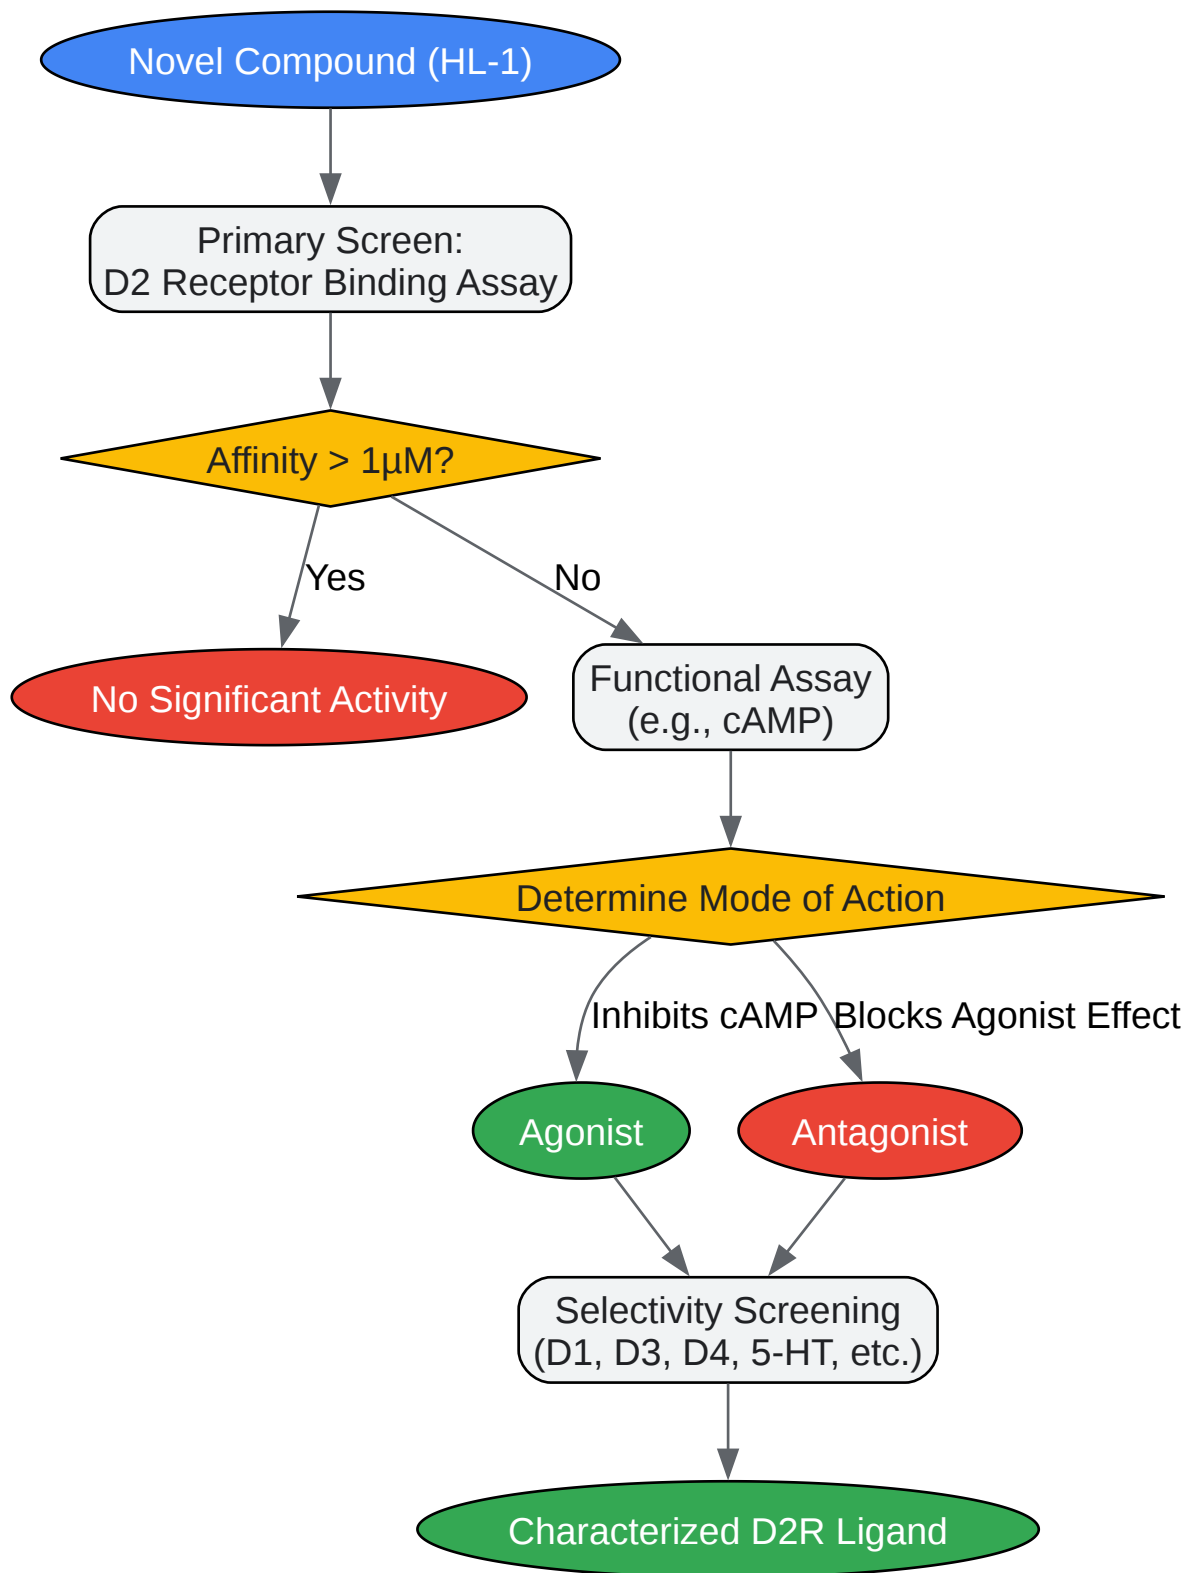 Novel Compound (HL-1)
Primary Screen:
D2 Receptor Binding Assay
Affinity > 1µM?
Yes
No
No Significant Activity
Functional Assay
(e.g., cAMP)
Determine Mode of Action
Inhibits cAMP
Blocks Agonist Effect
Agonist
Antagonist
Selectivity Screening
(D1, D3, D4, 5-HT, etc.)
Characterized D2R Ligand